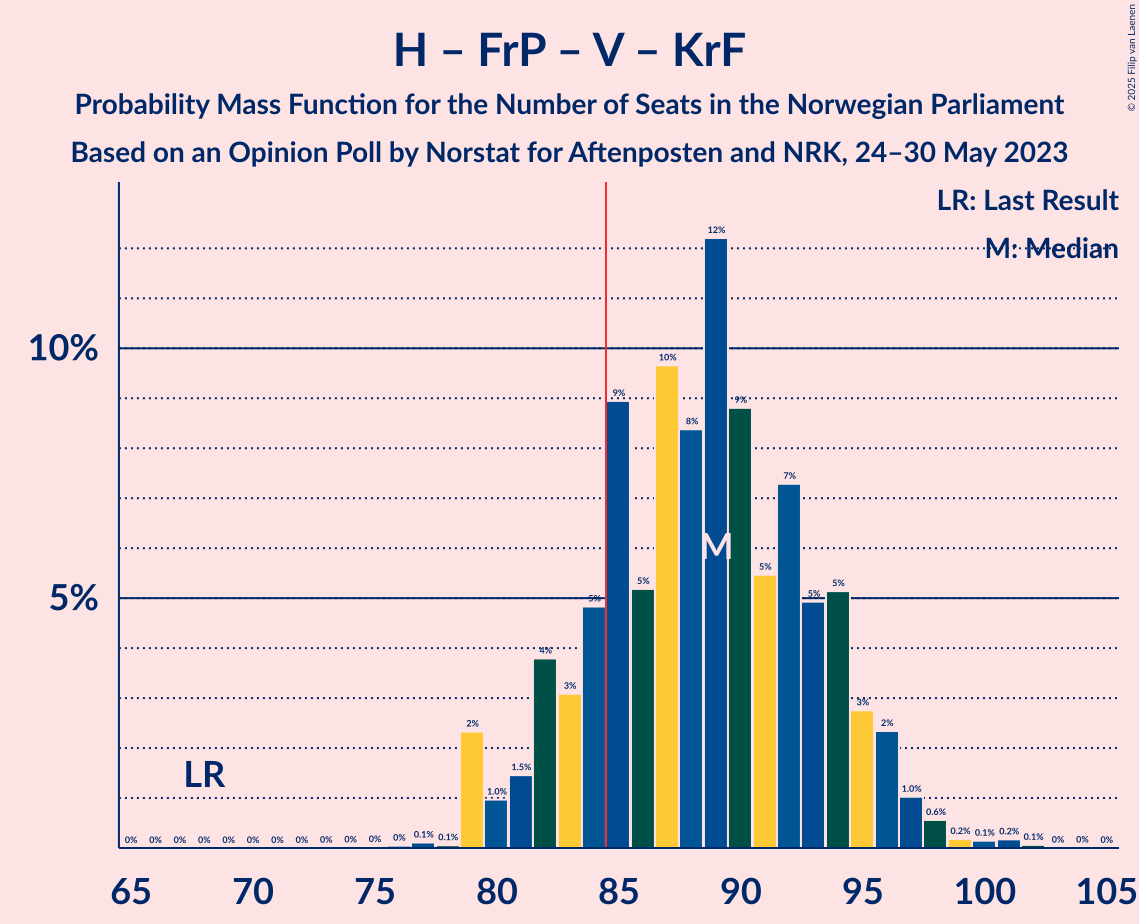 H – FrP – V – KrF
Probability Mass Function for the Number of Seats in the Norwegian Parliament
Based on an Opinion Poll by Norstat for Aftenposten and NRK, 24–30 May 2023
© 2025 Filip van Laenen
LR: Last Result
M: Median
10%
5%
LR
M
0% 0% 0% 0% 0% 0% 0% 0% 0% 0% 0% 0% 0.1% 0.1% 2% 1.0% 1.5% 4% 3% 5% 9% 5% 10% 8% 12% 9% 5% 7% 5% 5% 3% 2% 1.0% 0.6% 0.2% 0.1% 0.2% 0.1% 0% 0% 0%
65 70 75 80 85 90 95 100 105